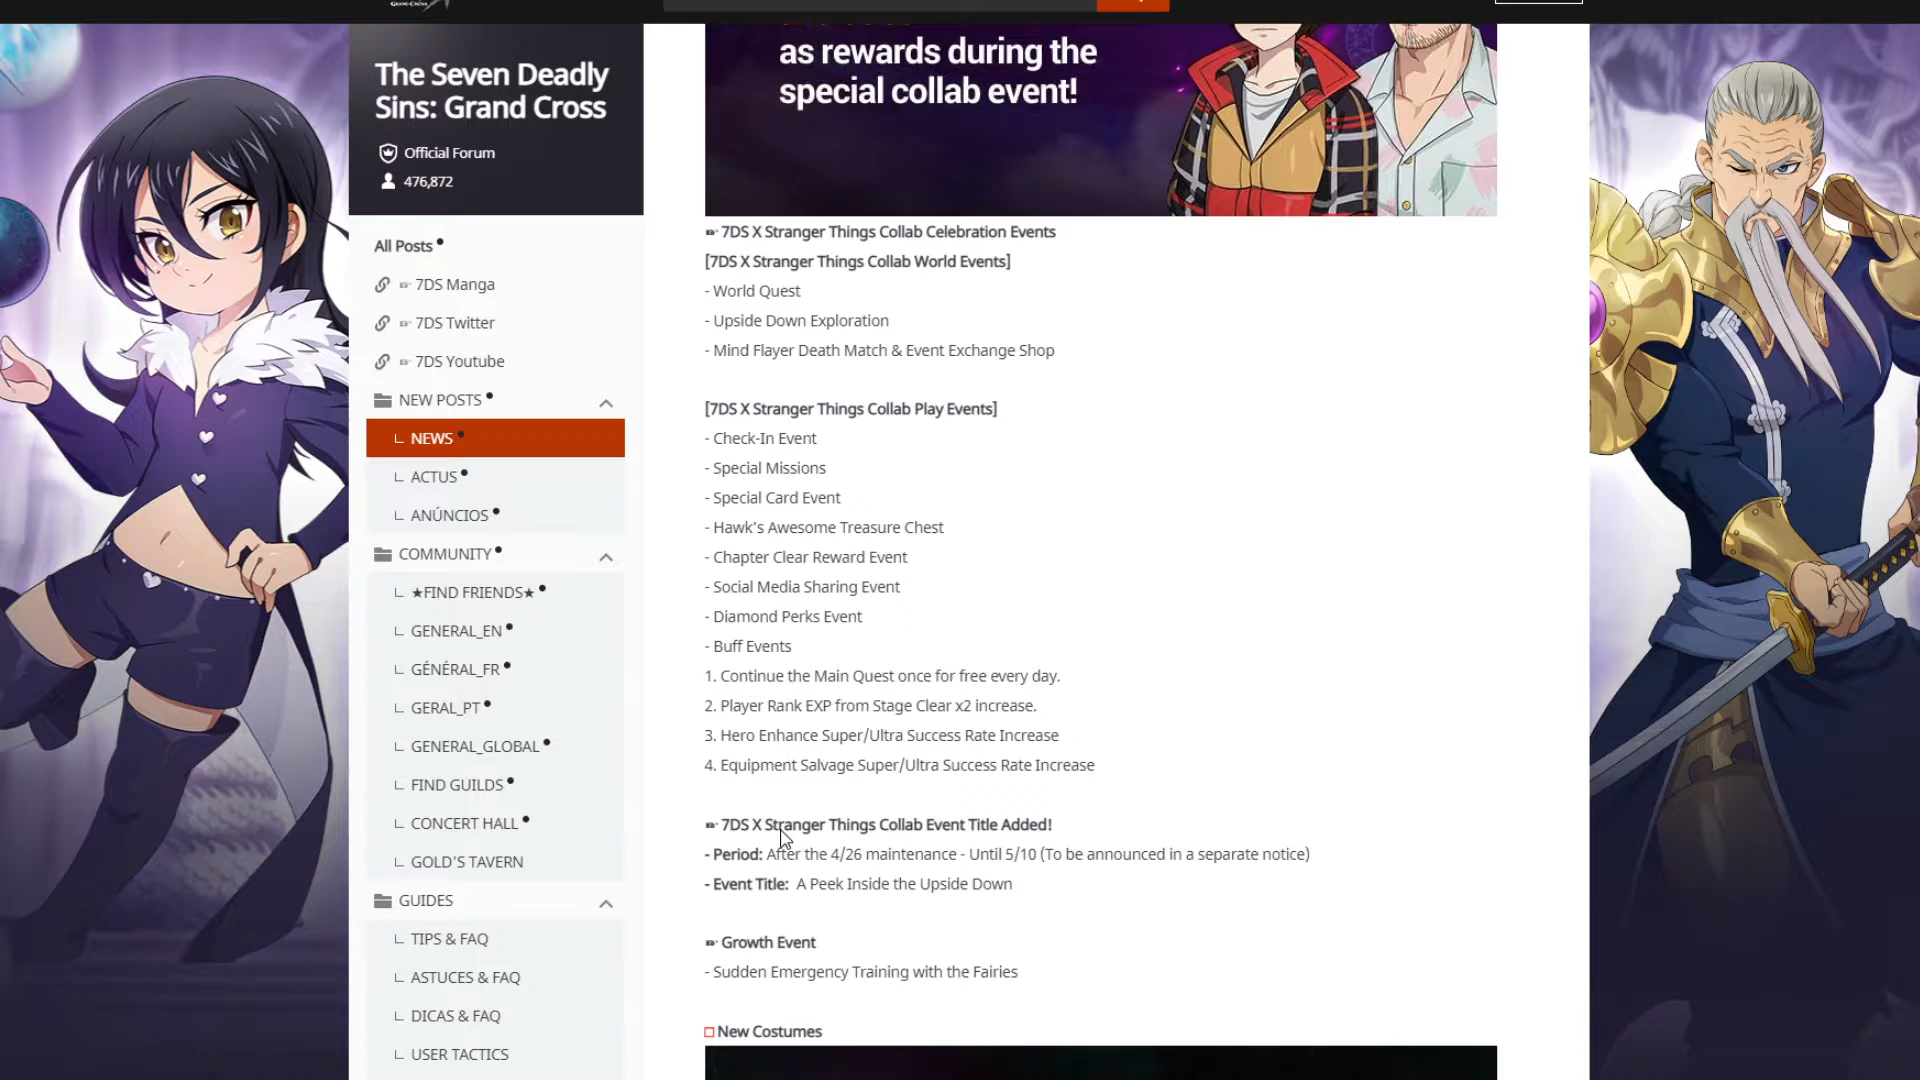 The Seven Deadly
Sins: Grand Cross
Official Forum
476,872
All Posts
7DS Manga
7DS Twitter
7DS Youtube
NEW POSTS
NEWS
ACTUS
ANÚNCIOS
COMMUNITY
★FIND FRIENDS★
GENERAL_EN
GÉNÉRAL_FR
GERAL_PT
GENERAL_GLOBAL
FIND GUILDS
CONCERT HALL
GOLD'S TAVERN
GUIDES
TIPS & FAQ
ASTUCES & FAQ
DICAS & FAQ
USER TACTICS
as rewards during the
special collab event!
7DS X Stranger Things Collab Celebration Events
[7DS X Stranger Things Collab World Events]
- World Quest
- Upside Down Exploration
- Mind Flayer Death Match & Event Exchange Shop
[7DS X Stranger Things Collab Play Events]
- Check-In Event
- Special Missions
- Special Card Event
- Hawk's Awesome Treasure Chest
- Chapter Clear Reward Event
- Social Media Sharing Event
- Diamond Perks Event
- Buff Events
1. Continue the Main Quest once for free every day.
2. Player Rank EXP from Stage Clear x2 increase.
3. Hero Enhance Super/Ultra Success Rate Increase
4. Equipment Salvage Super/Ultra Success Rate Increase
7DS X Stranger Things Collab Event Title Added!
- Period: After the 4/26 maintenance - Until 5/10 (To be announced in a separate notice)
- Event Title: A Peek Inside the Upside Down
Growth Event
- Sudden Emergency Training with the Fairies
New Costumes